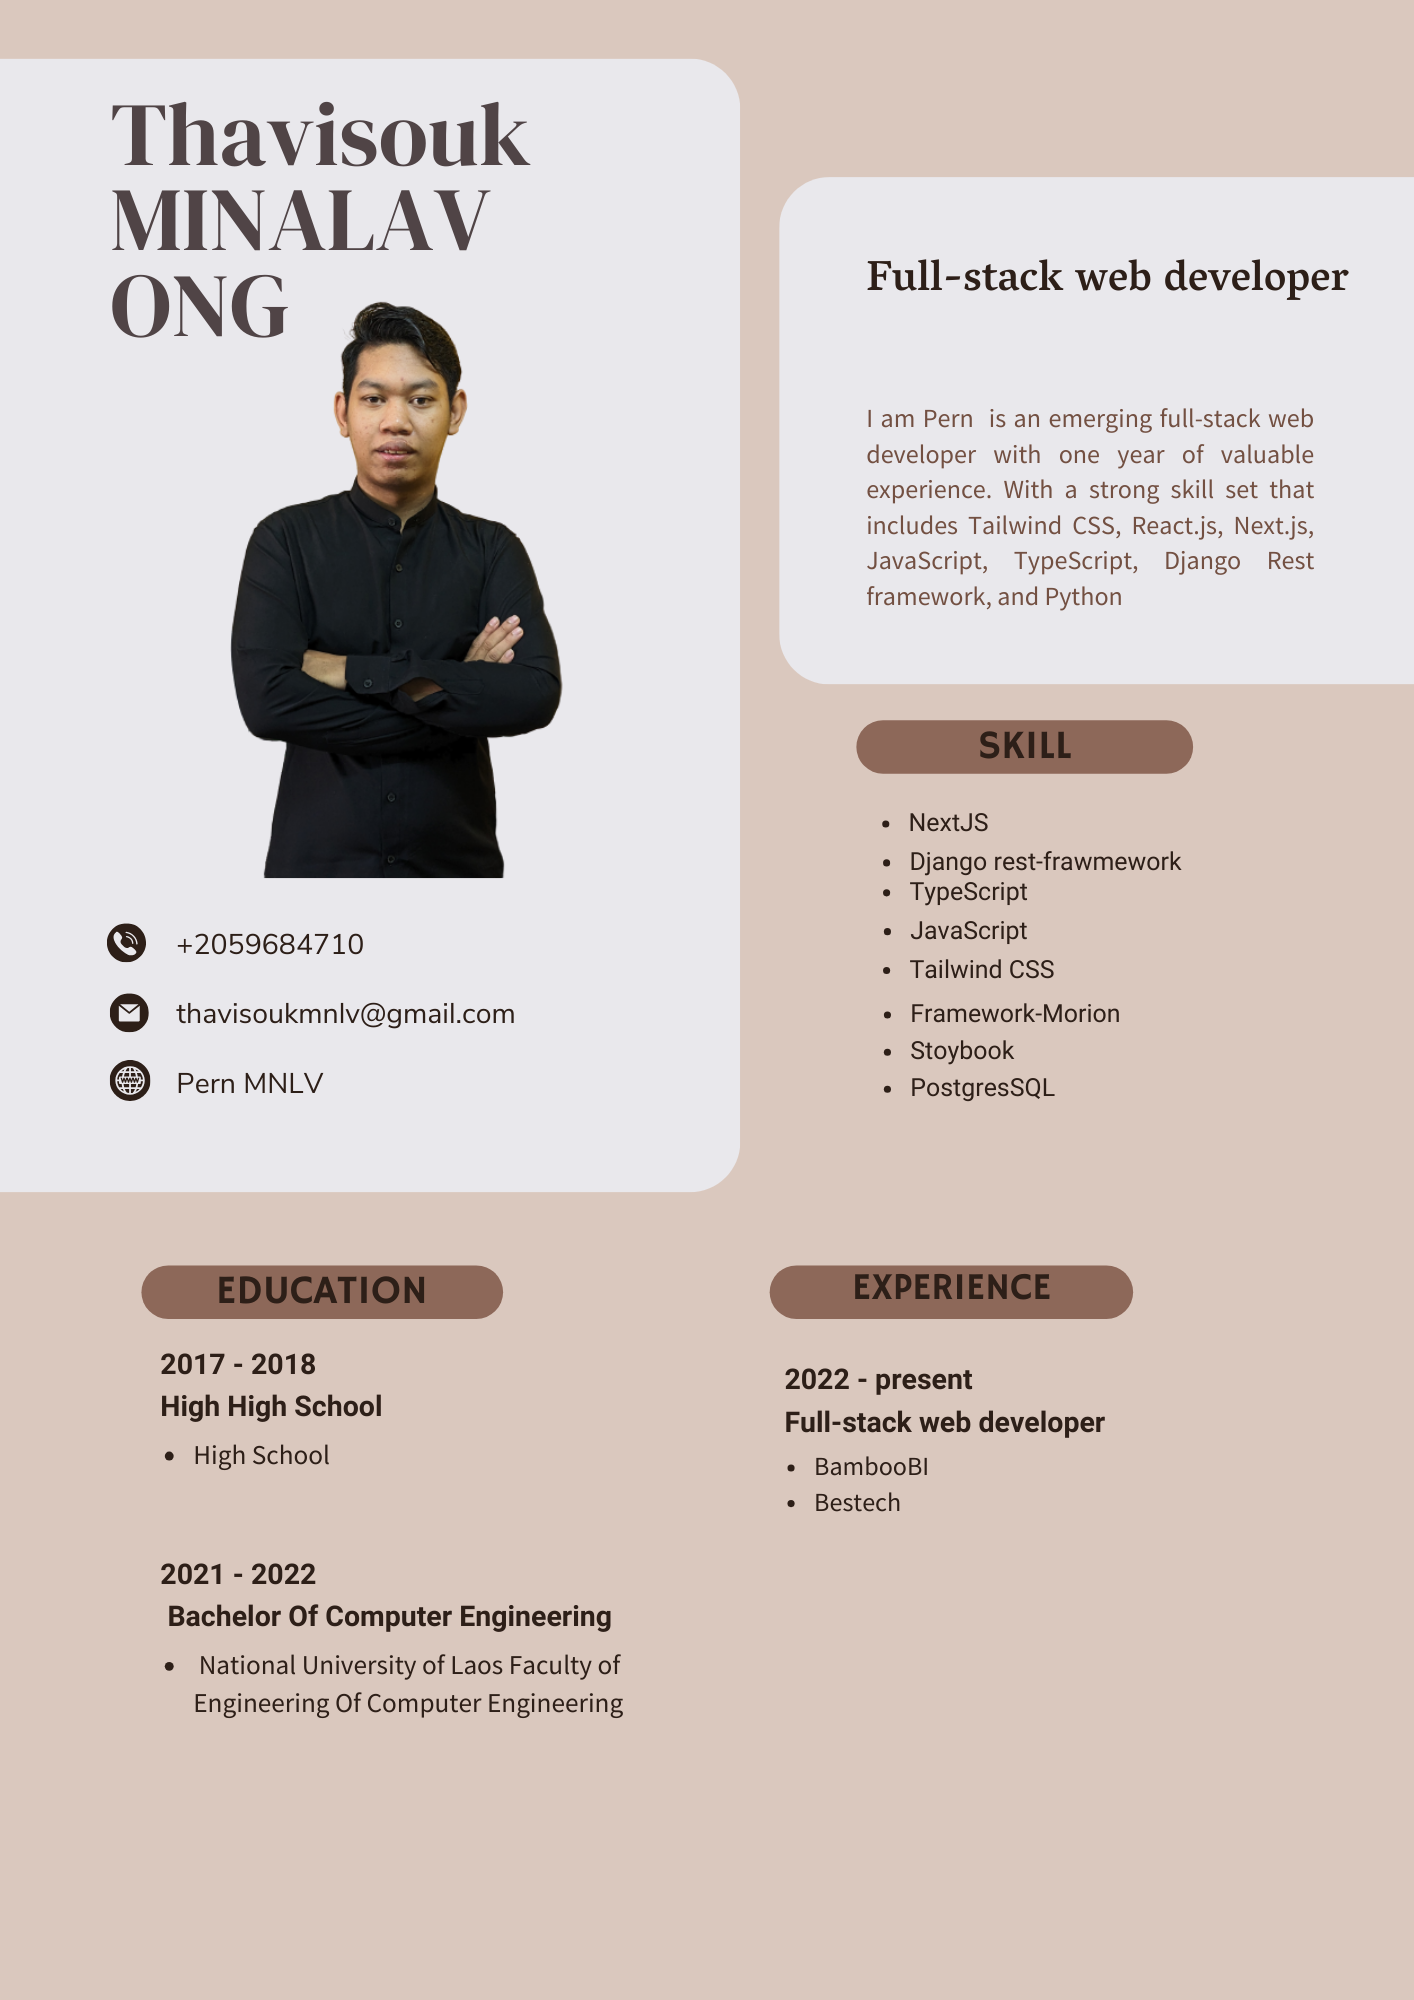 Thavisouk
MINALAV
ONG
+2059684710
thavisoukmnlv@gmail.com
Pern MNLV
Full-stack web developer
I am Pern  is an emerging full-stack web
developer with one year of valuable
experience. With a strong skill set that
includes Tailwind CSS, React.js, Next.js,
JavaScript, TypeScript, Django Rest
framework, and Python
SKILL
• NextJS
• Django rest-frawmework
• TypeScript
• JavaScript
• Tailwind CSS
• Framework-Morion
• Stoybook
• PostgresSQL
EDUCATION
2017 - 2018
High High School
• High School
2021 - 2022
Bachelor Of Computer Engineering
• National University of Laos Faculty of
Engineering Of Computer Engineering
EXPERIENCE
2022 - present
Full-stack web developer
• BambooBI
• Bestech